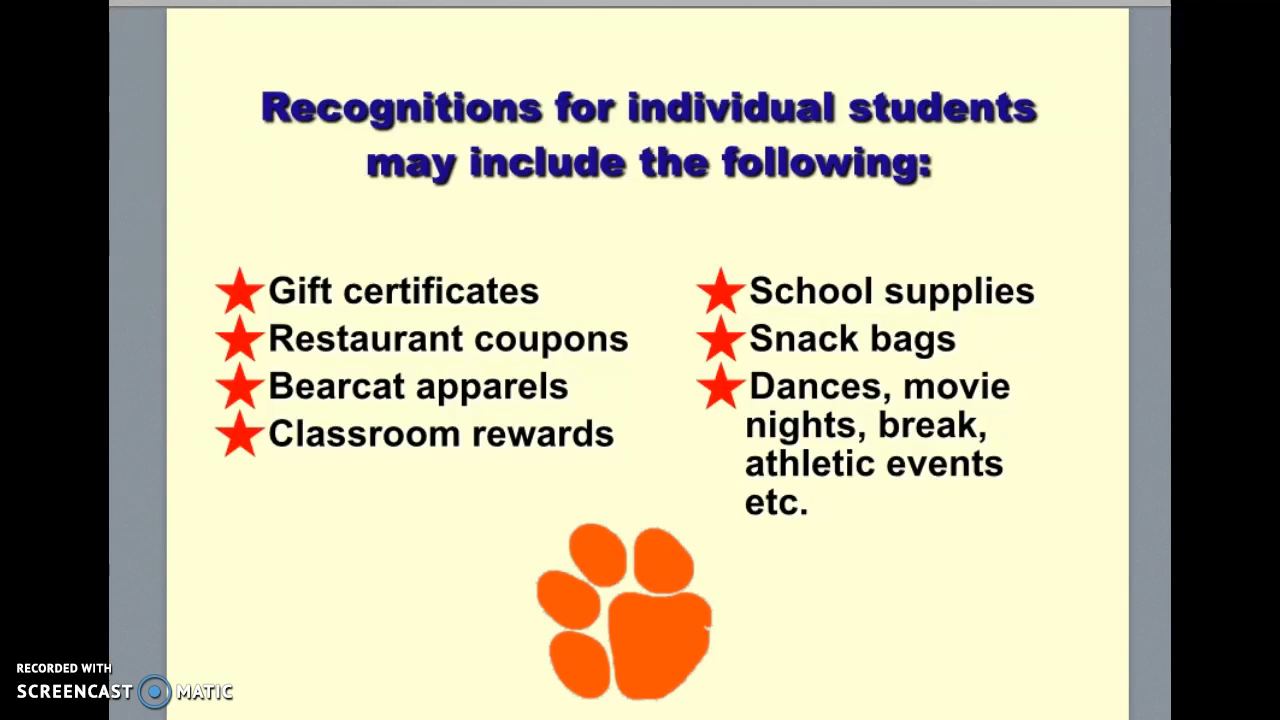 Recognitions for individual students
may include the following:
Gift certificates
Restaurant coupons
Bearcat apparels
Classroom rewards
School supplies
Snack bags
Dances, movie
nights, break,
athletic events
etc.
RECORDED WITH
SCREENCAST MATIC